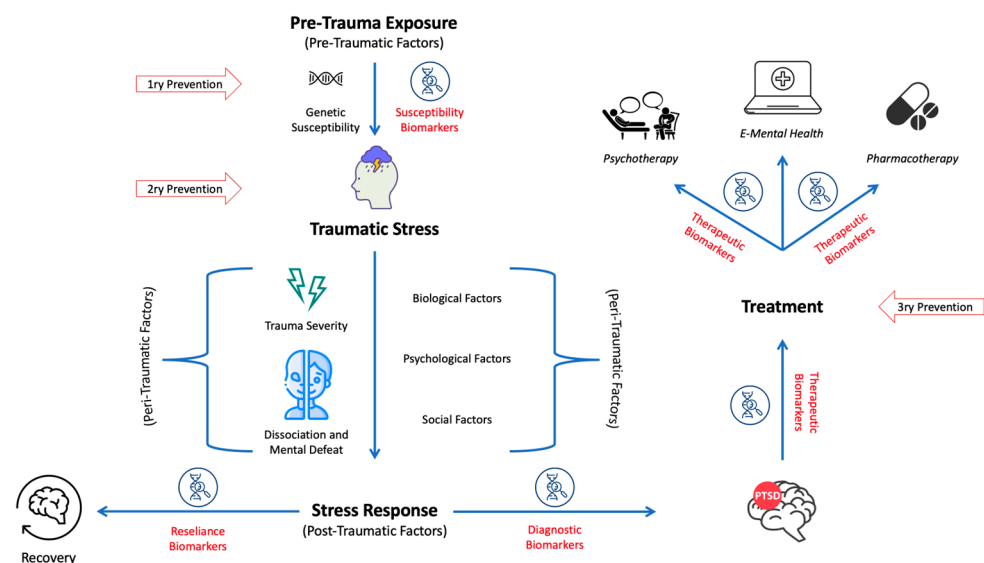 Pre-Trauma Exposure
(Pre-Traumatic Factors)
1ry Prevention
Genetic
Susceptibility
Susceptibility
Biomarkers
2ry Prevention
Traumatic Stress
(Peri-Traumatic Factors)
Trauma Severity
Dissociation and
Mental Defeat
Biological Factors
Psychological Factors
Social Factors
(Peri-Traumatic Factors)
Stress Response
(Post-Traumatic Factors)
Reseliance
Biomarkers
Recovery
Diagnostic
Biomarkers
PTSD
Therapeutic
Biomarkers
Treatment
3ry Prevention
Therapeutic
Biomarkers
Therapeutic
Biomarkers
Psychotherapy
E-Mental Health
Pharmacotherapy